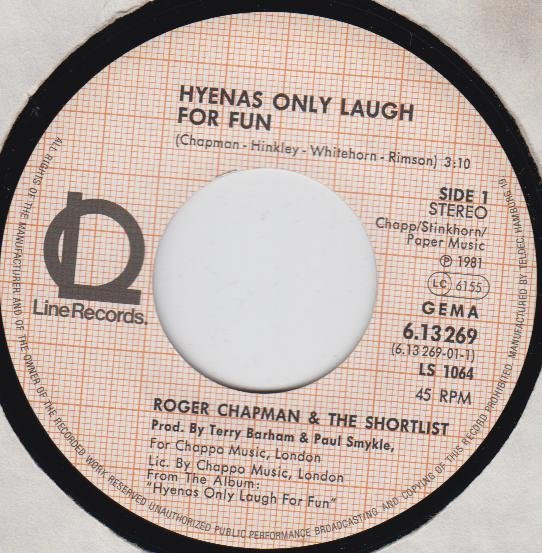 HYENAS ONLY LAUGH
FOR FUN
(Chapman - Hinkley - Whitehorn - Rimson) 3:10
SIDE 1
STEREO
Chapp/Stinkhorn/
Paper Music
℗ 1981
LC 6155
GEMA
6.13269
(6.13 269-01-1)
LS 1064
45 RPM
Line Records.
ROGER CHAPMAN & THE SHORTLIST
Prod. By Terry Barham & Paul Smykle,
For Chappo Music, London
Lic. By Chappo Music, London
From The Album:
"Hyenas Only Laugh For Fun"
ALL RIGHTS OF THE MANUFACTURER AND OF THE OWNER OF THE RECORDED WORK RESERVED UNAUTHORIZED PUBLIC PERFORMANCE BROADCASTING AND COPYING OF THIS RECORD PROHIBITED. MANUFACTURED BY TELDEC, HAMBURG 19